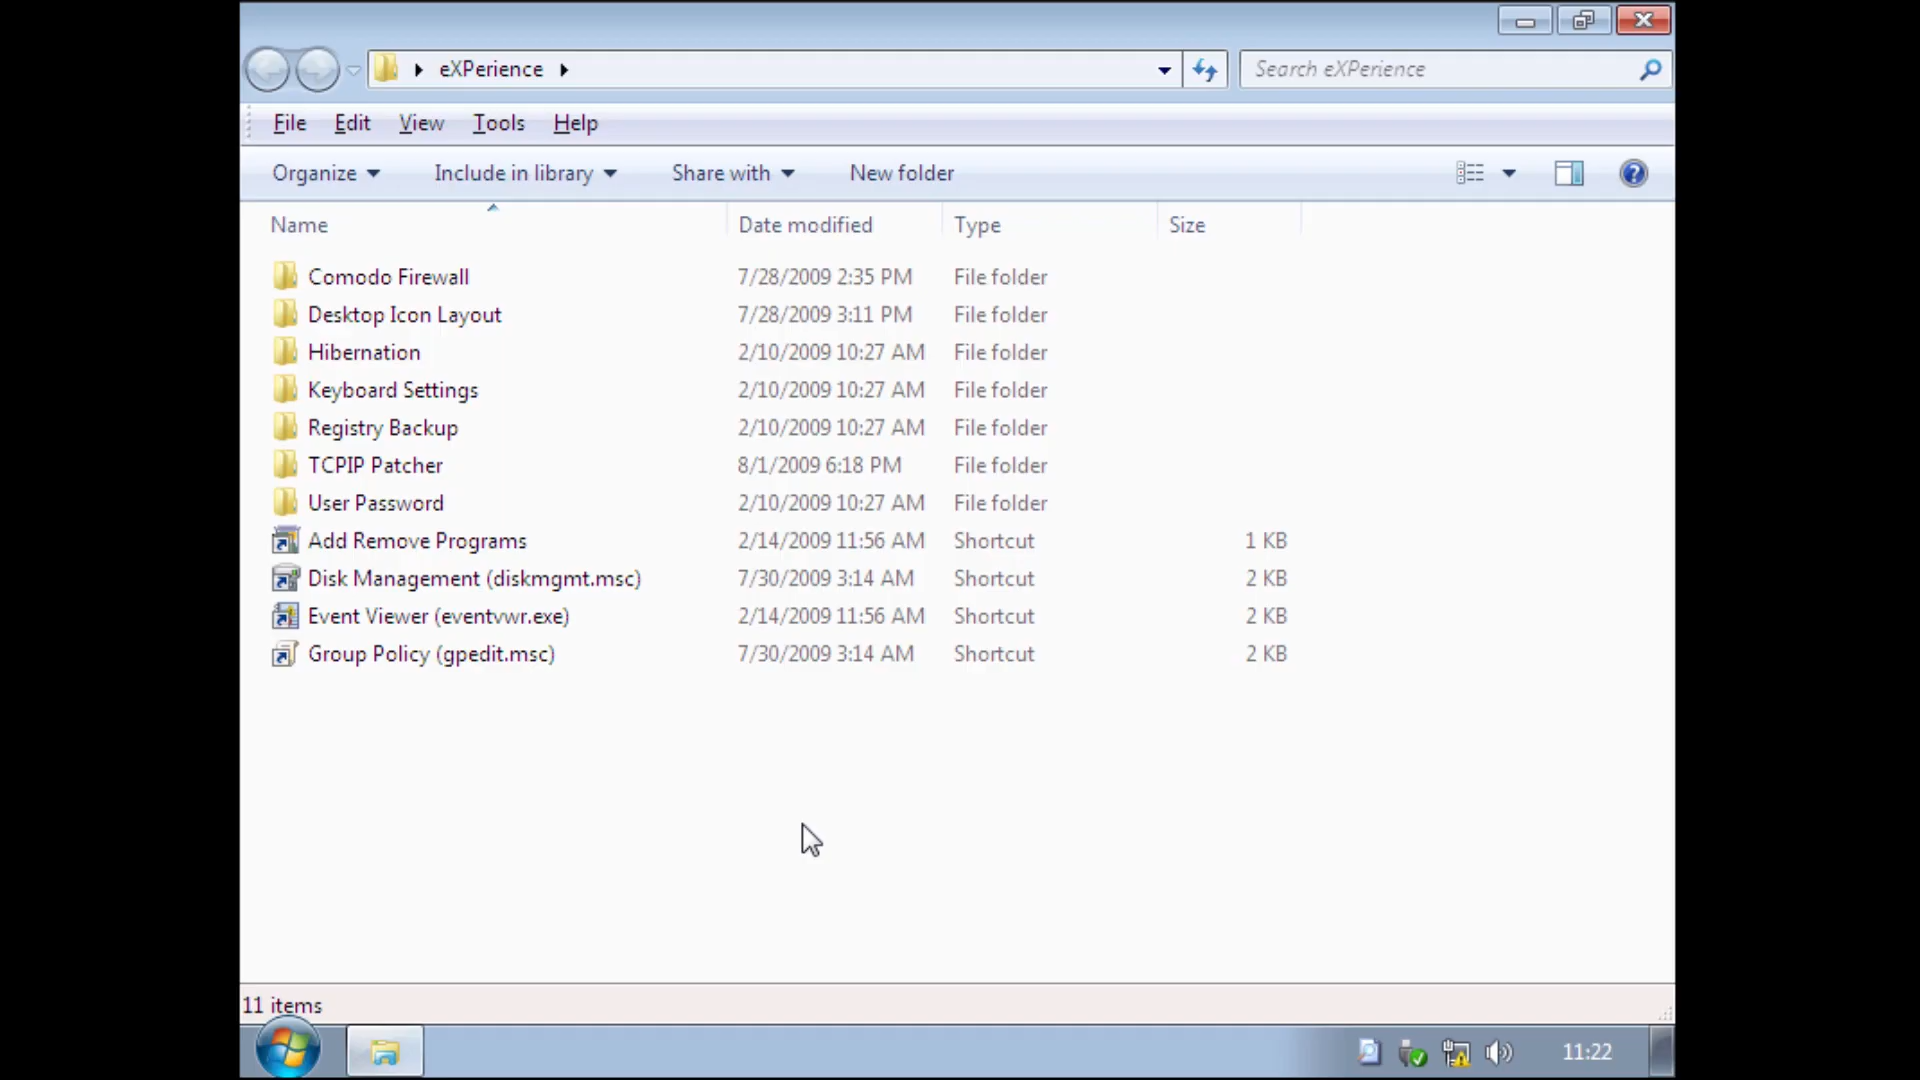 eXPerience
Search eXPerience
File Edit View Tools Help
Organize Include in library Share with New folder
Name Date modified Type Size
Comodo Firewall 7/28/2009 2:35 PM File folder
Desktop Icon Layout 7/28/2009 3:11 PM File folder
Hibernation 2/10/2009 10:27 AM File folder
Keyboard Settings 2/10/2009 10:27 AM File folder
Registry Backup 2/10/2009 10:27 AM File folder
TCPIP Patcher 8/1/2009 6:18 PM File folder
User Password 2/10/2009 10:27 AM File folder
Add Remove Programs 2/14/2009 11:56 AM Shortcut 1 KB
Disk Management (diskmgmt.msc) 7/30/2009 3:14 AM Shortcut 2 KB
Event Viewer (eventvwr.exe) 2/14/2009 11:56 AM Shortcut 2 KB
Group Policy (gpedit.msc) 7/30/2009 3:14 AM Shortcut 2 KB
11 items
11:22